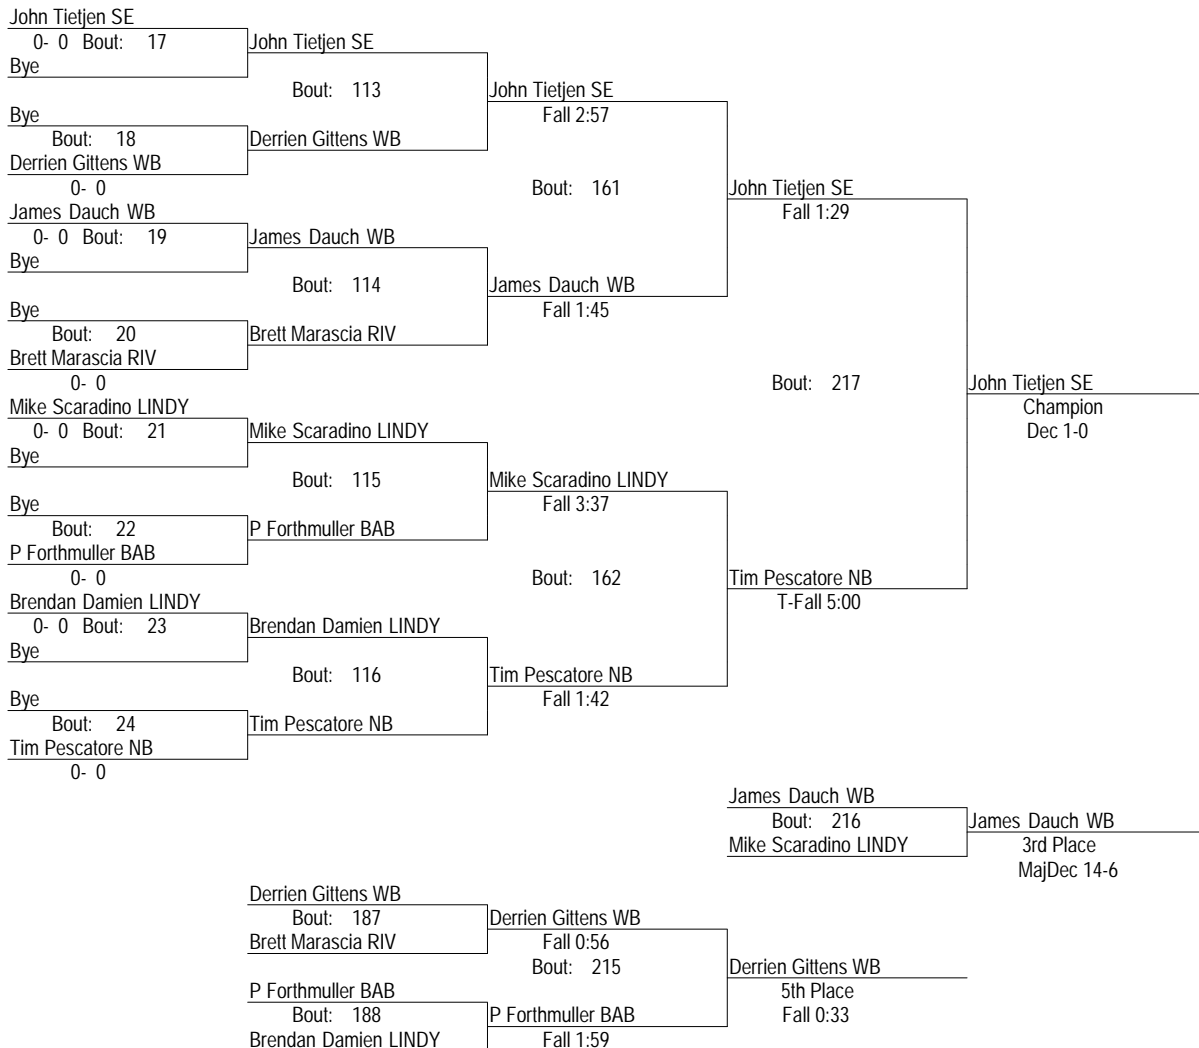 John Tietjen SE
0- 0 Bout: 17
Bye
John Tietjen SE
Bout: 113
Bye
Bout: 18
Derrien Gittens WB
0- 0
Derrien Gittens WB
John Tietjen SE
Fall 2:57
Bout: 161
James Dauch WB
0- 0 Bout: 19
Bye
James Dauch WB
Bout: 114
Bye
Bout: 20
Brett Marascia RIV
0- 0
Brett Marascia RIV
James Dauch WB
Fall 1:45
John Tietjen SE
Fall 1:29
Bout: 217
Mike Scaradino LINDY
0- 0 Bout: 21
Bye
Mike Scaradino LINDY
Bout: 115
Bye
Bout: 22
P Forthmuller BAB
0- 0
P Forthmuller BAB
Mike Scaradino LINDY
Fall 3:37
Bout: 162
Brendan Damien LINDY
0- 0 Bout: 23
Bye
Brendan Damien LINDY
Bout: 116
Bye
Bout: 24
Tim Pescatore NB
0- 0
Tim Pescatore NB
Tim Pescatore NB
Fall 1:42
Tim Pescatore NB
T-Fall 5:00
John Tietjen SE
Champion
Dec 1-0
James Dauch WB
Bout: 216
Mike Scaradino LINDY
James Dauch WB
3rd Place
MajDec 14-6
Derrien Gittens WB
Bout: 187
Brett Marascia RIV
Derrien Gittens WB
Fall 0:56
Bout: 215
P Forthmuller BAB
Bout: 188
Brendan Damien LINDY
P Forthmuller BAB
Fall 1:59
Derrien Gittens WB
5th Place
Fall 0:33